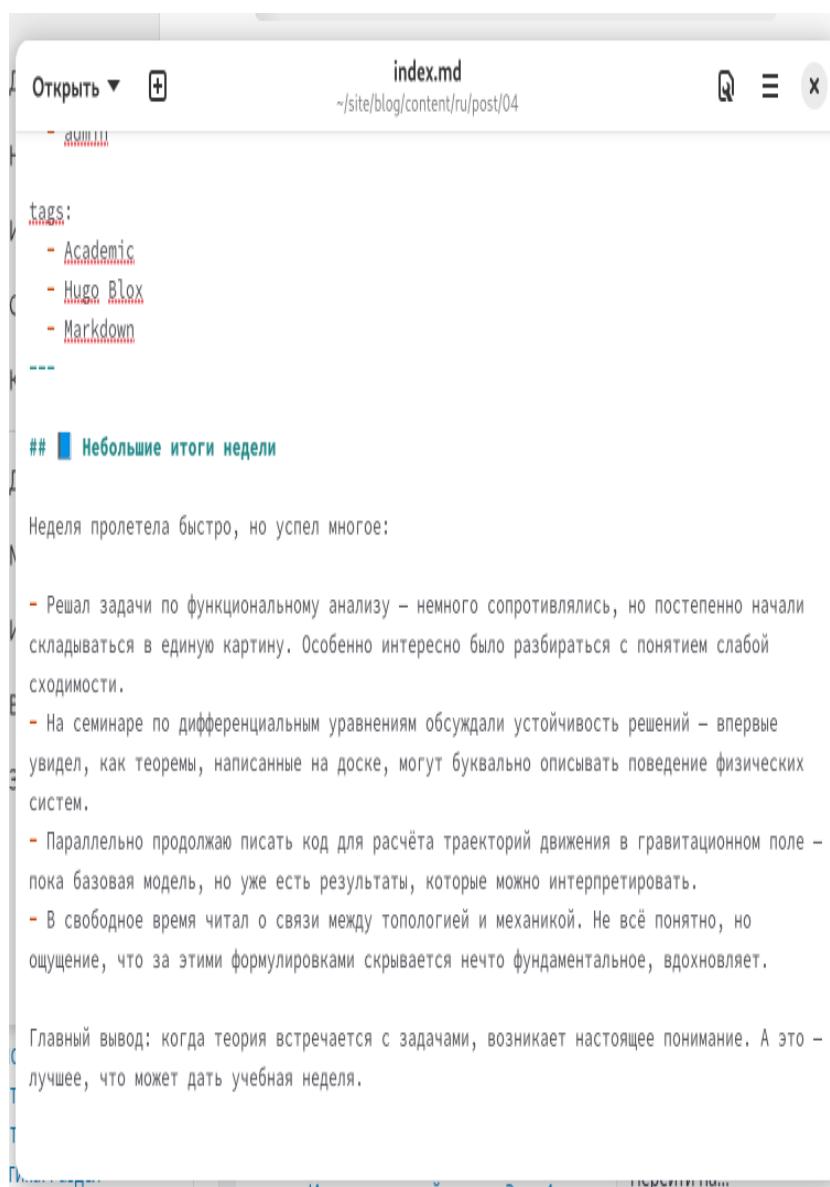 Открыть
index.md
~/site/blog/content/ru/post/04
- admin
tags:
- Academic
- Hugo Blox
- Markdown
---
## 📘 Небольшие итоги недели
Неделя пролетела быстро, но успел многое:
- Решал задачи по функциональному анализу — немного сопротивлялись, но постепенно начали
складываться в единую картину. Особенно интересно было разбираться с понятием слабой
сходимости.
- На семинаре по дифференциальным уравнениям обсуждали устойчивость решений — впервые
увидел, как теоремы, написанные на доске, могут буквально описывать поведение физических
систем.
- Параллельно продолжаю писать код для расчёта траекторий движения в гравитационном поле —
пока базовая модель, но уже есть результаты, которые можно интерпретировать.
- В свободное время читал о связи между топологией и механикой. Не всё понятно, но
ощущение, что за этими формулировками скрывается нечто фундаментальное, вдохновляет.
Главный вывод: когда теория встречается с задачами, возникает настоящее понимание. А это —
лучшее, что может дать учебная неделя.